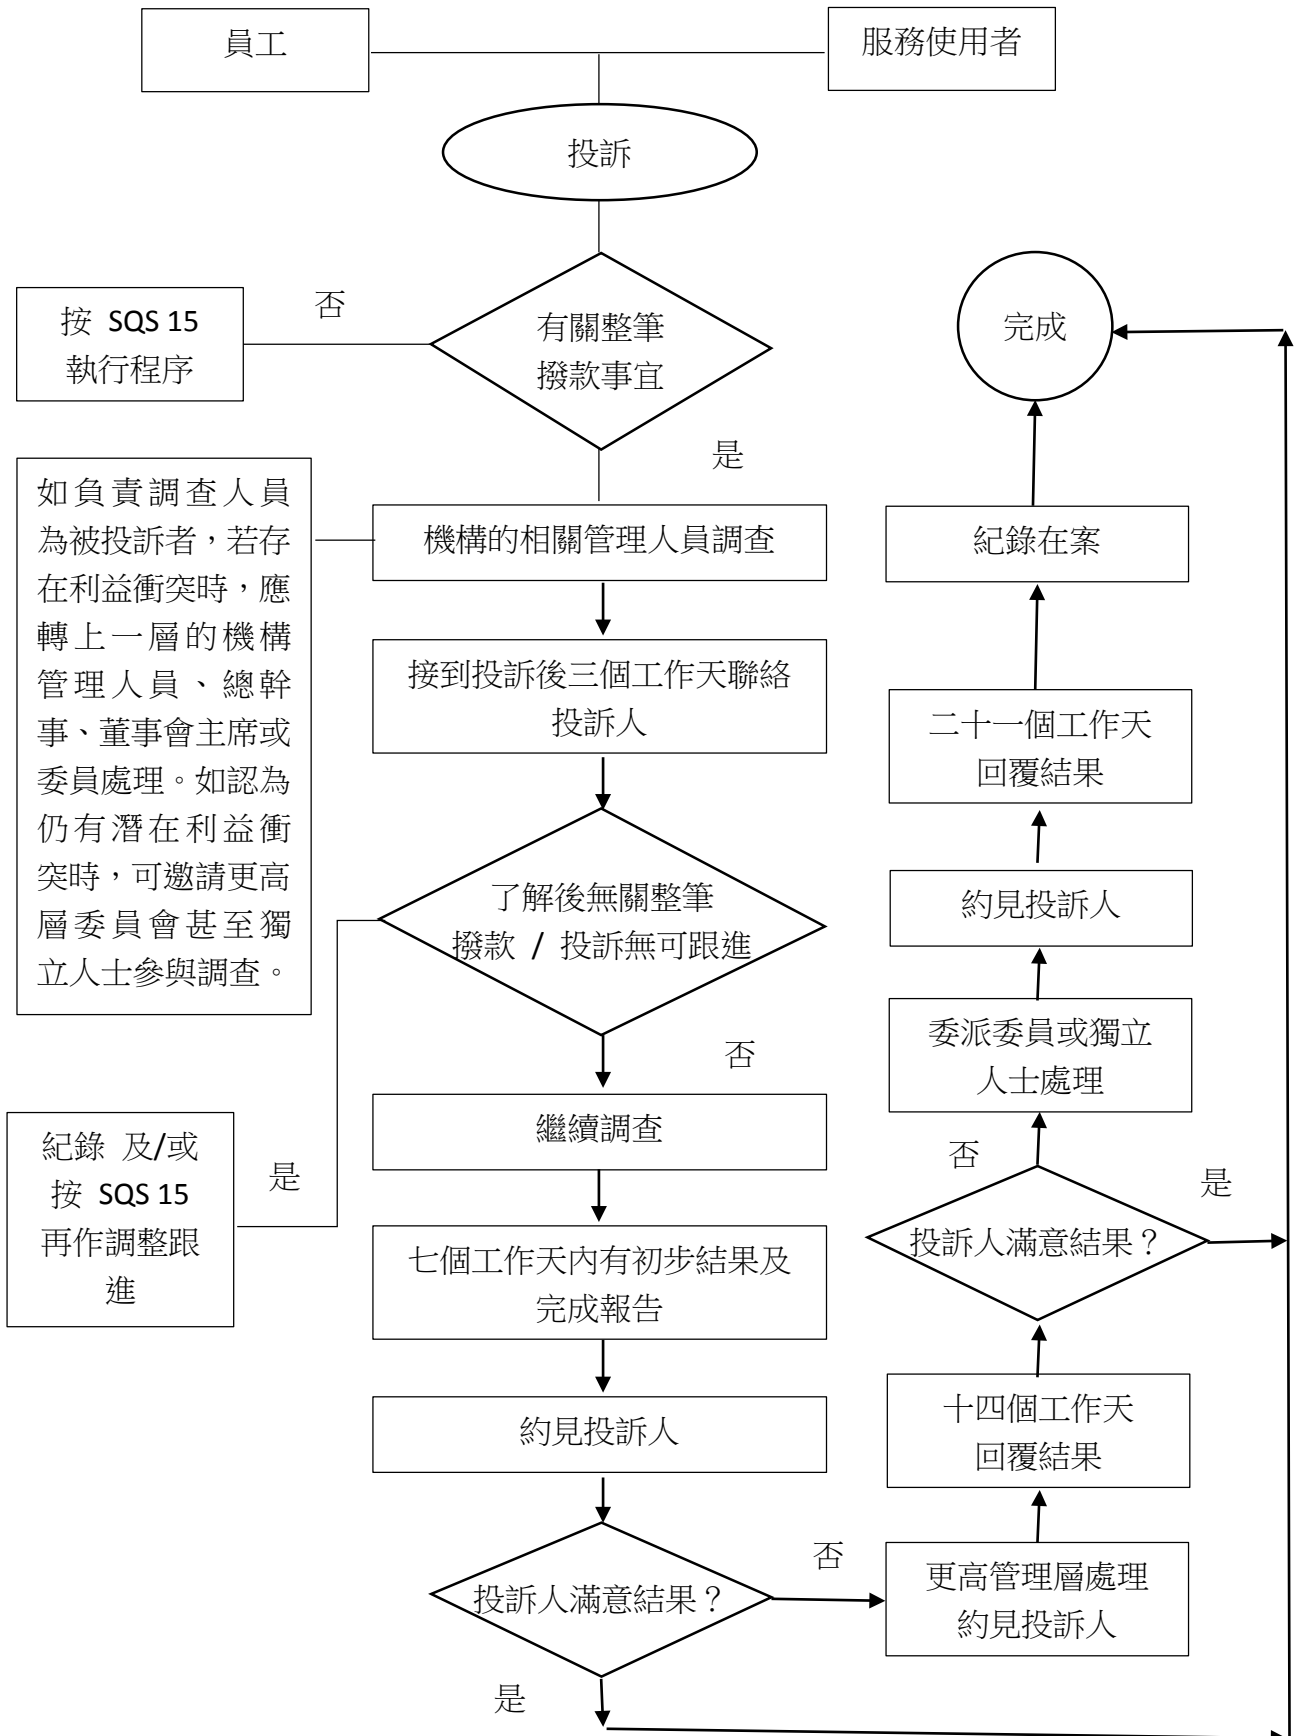 員工
服務使用者
投訴
有關整筆
撥款事宜
否
按 SQS 15
執行程序
是
機構的相關管理人員調查
如負責調查人員
為被投訴者，若存
在利益衝突時，應
轉上一層的機構
管理人員、總幹
事、董事會主席或
委員處理。如認為
仍有潛在利益衝
突時，可邀請更高
層委員會甚至獨
立人士參與調查。
接到投訴後三個工作天聯絡
投訴人
了解後無關整筆
撥款 / 投訴無可跟進
是
紀錄 及/或
按 SQS 15
再作調整跟
進
否
繼續調查
七個工作天內有初步結果及
完成報告
約見投訴人
投訴人滿意結果？
是
否
更高管理層處理
約見投訴人
十四個工作天
回覆結果
投訴人滿意結果？
是
否
委派委員或獨立
人士處理
約見投訴人
二十一個工作天
回覆結果
紀錄在案
完成